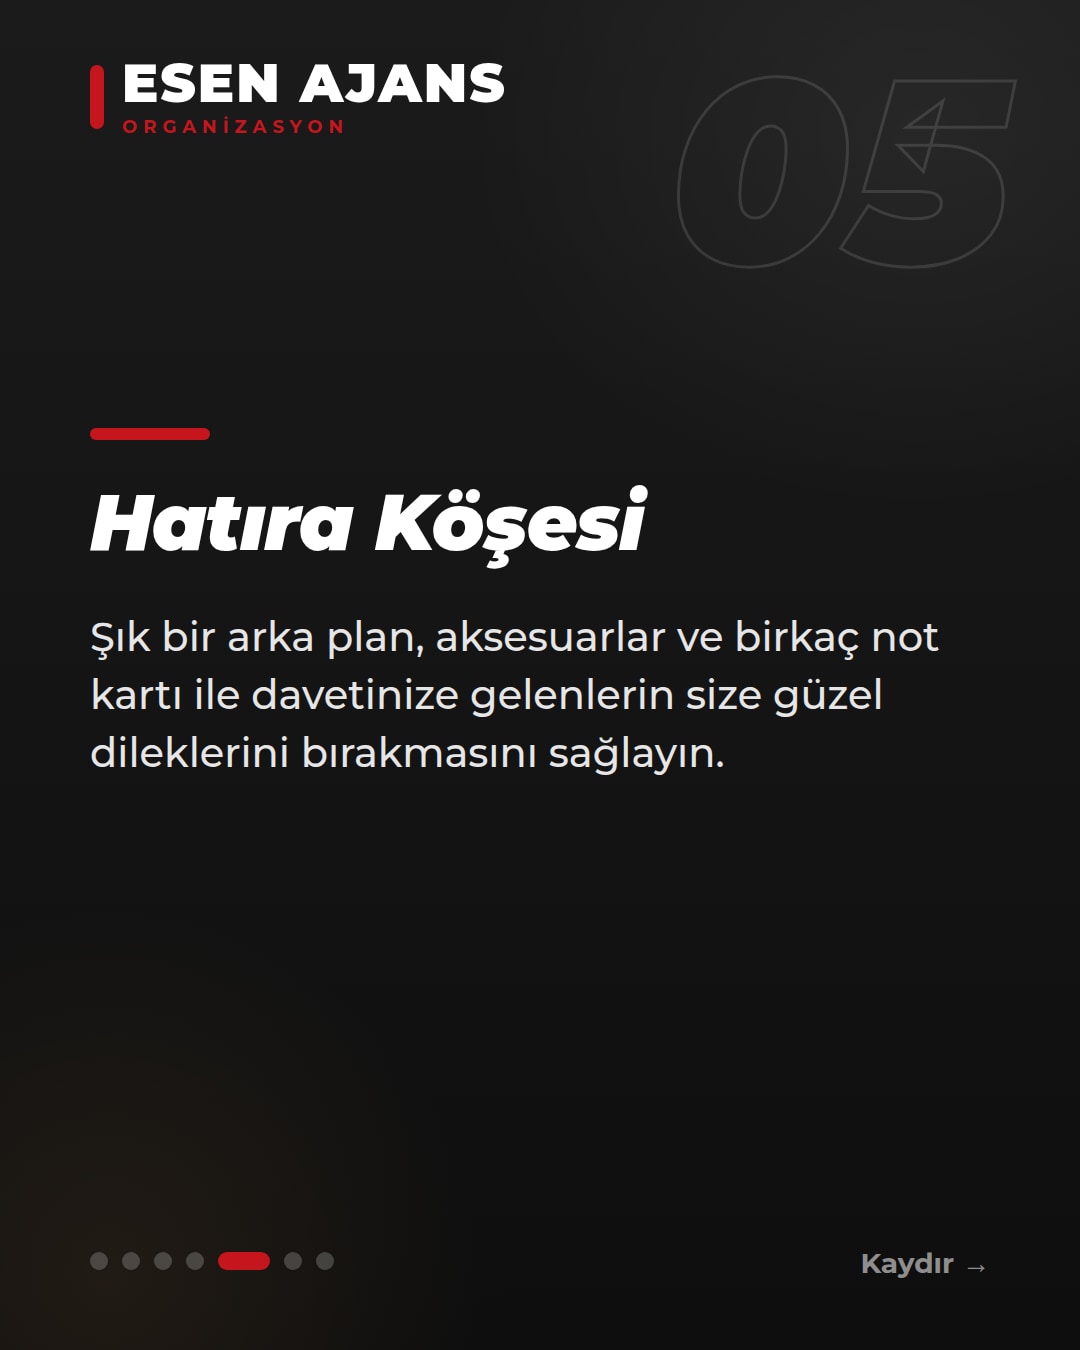 ESEN AJANS
ORGANİZASYON
05
Hatıra Köşesi
Şık bir arka plan, aksesuarlar ve birkaç not
kartı ile davetinize gelenlerin size güzel
dileklerini bırakmasını sağlayın.
Kaydır →